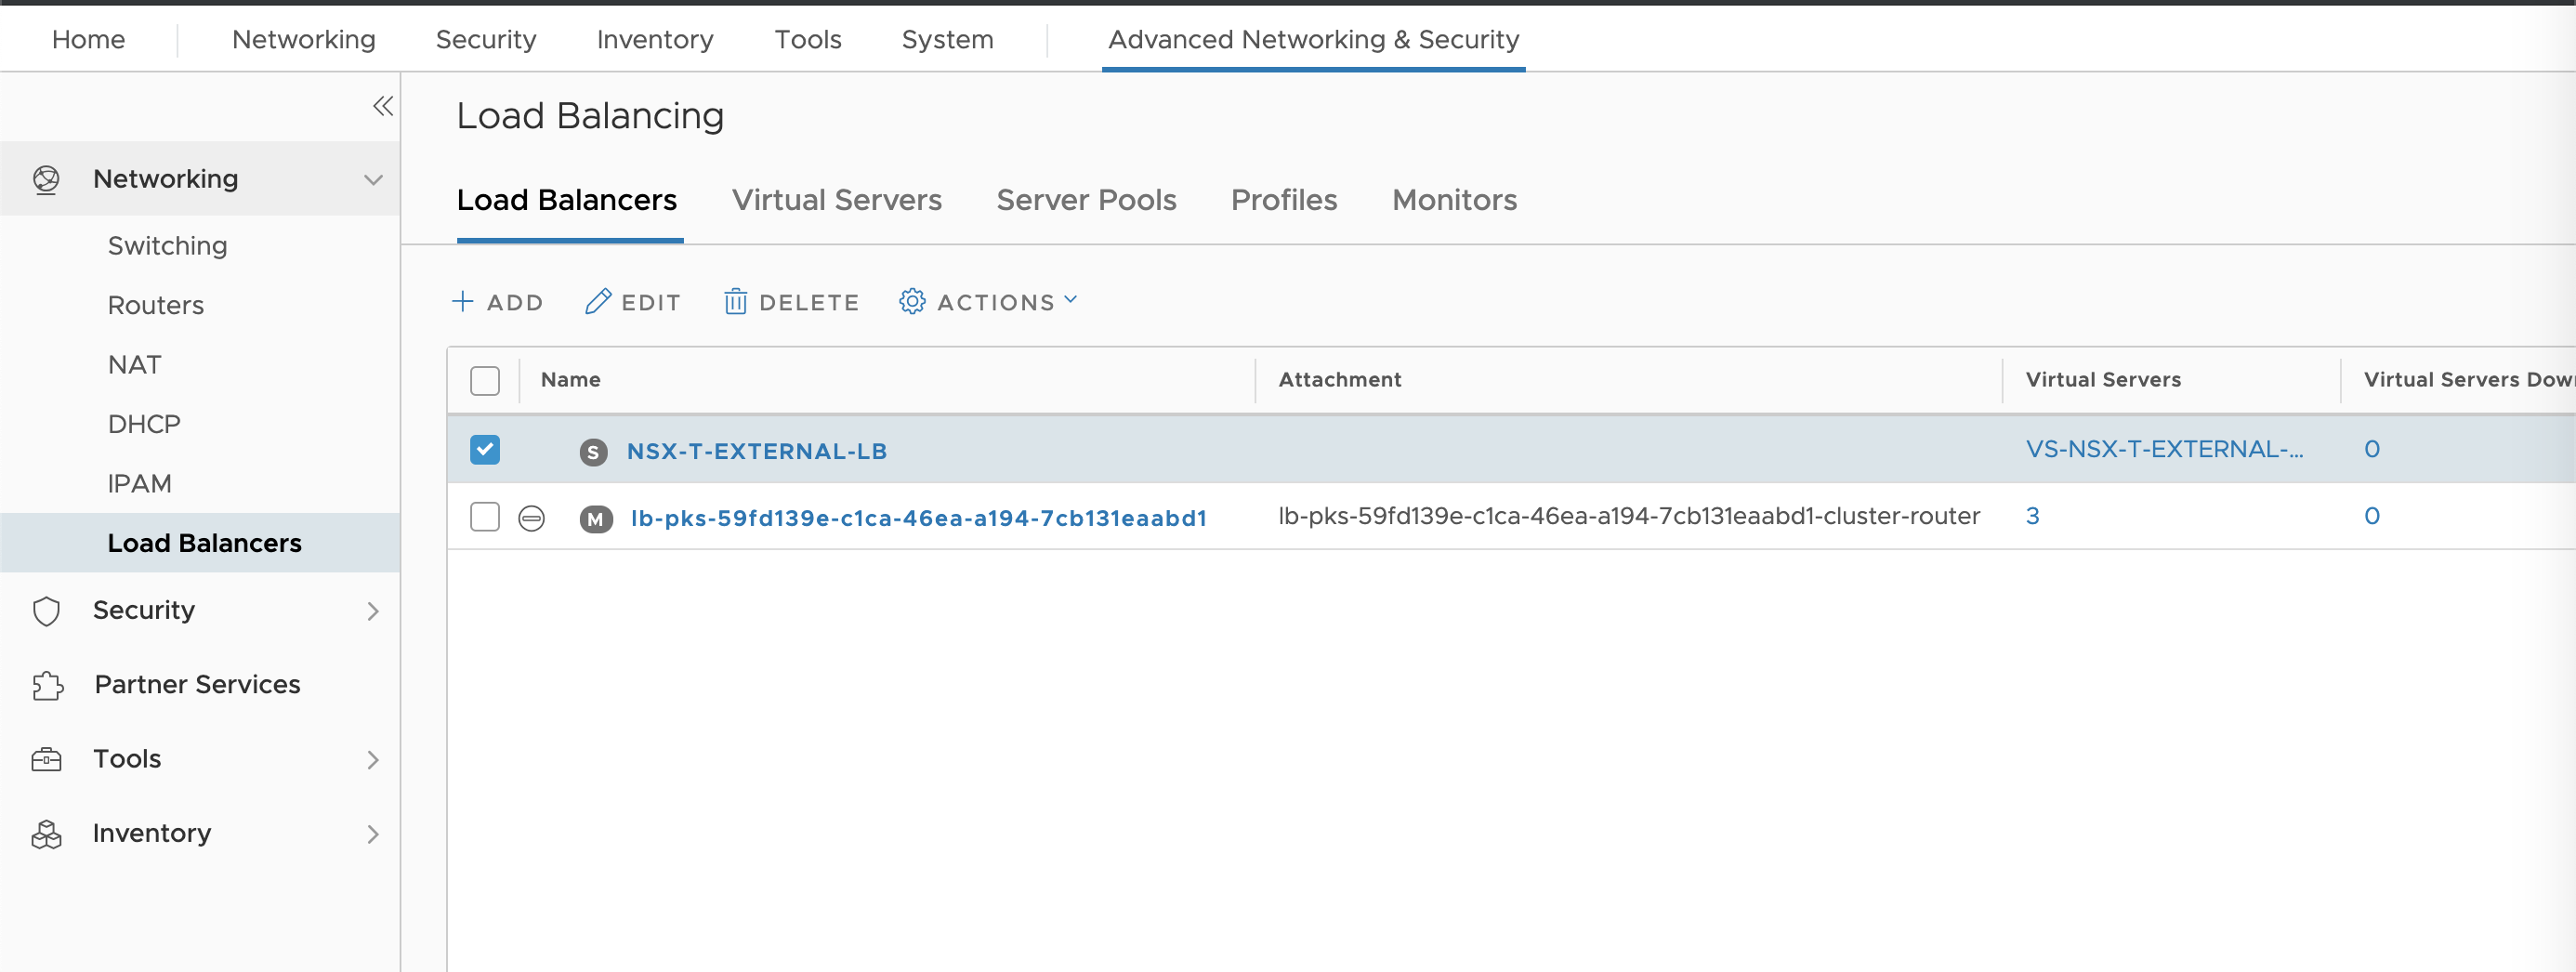 Home Networking Security Inventory Tools System Advanced Networking & Security
Load Balancing
Networking
Switching
Routers
NAT
DHCP
IPAM
Load Balancers
Security
Partner Services
Tools
Inventory
Load Balancers Virtual Servers Server Pools Profiles Monitors
ADD EDIT DELETE ACTIONS
Name Attachment Virtual Servers Virtual Servers Down
S NSX-T-EXTERNAL-LB VS-NSX-T-EXTERNAL-... 0
M lb-pks-59fd139e-c1ca-46ea-a194-7cb131eaabd1 lb-pks-59fd139e-c1ca-46ea-a194-7cb131eaabd1-cluster-router 3 0